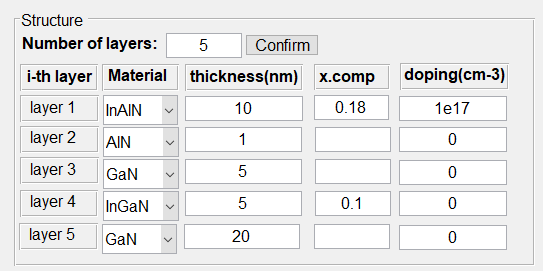 Structure
Number of layers: 5 Confirm
i-th layer Material thickness(nm) x.comp doping(cm-3)
layer 1 InAlN 10 0.18 1e17
layer 2 AlN 1 0
layer 3 GaN 5 0
layer 4 InGaN 5 0.1 0
layer 5 GaN 20 0